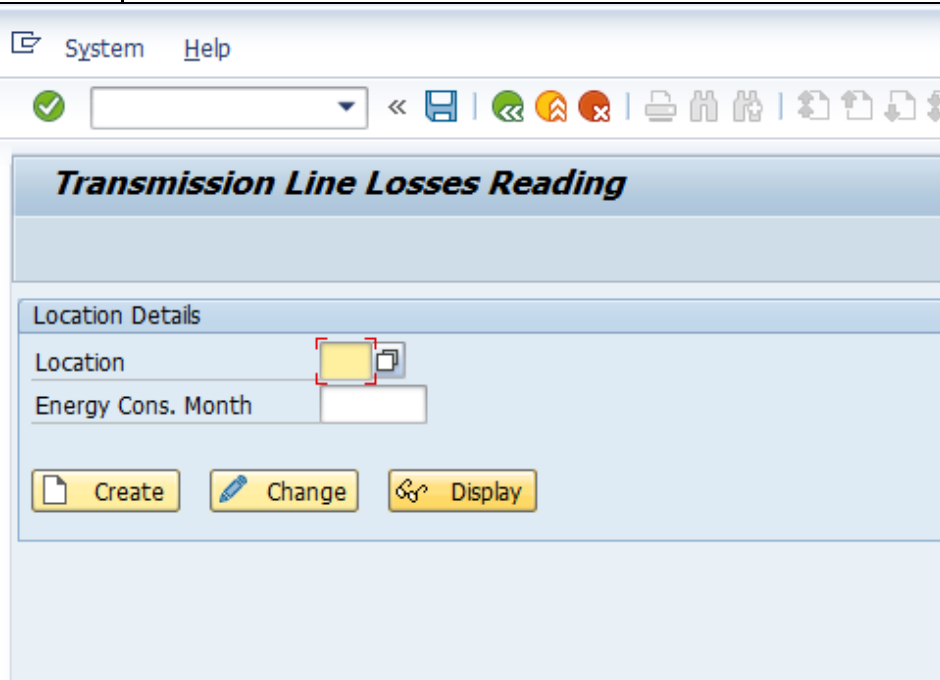 System Help
Transmission Line Losses Reading
Location Details
Location
Energy Cons. Month
Create Change Display